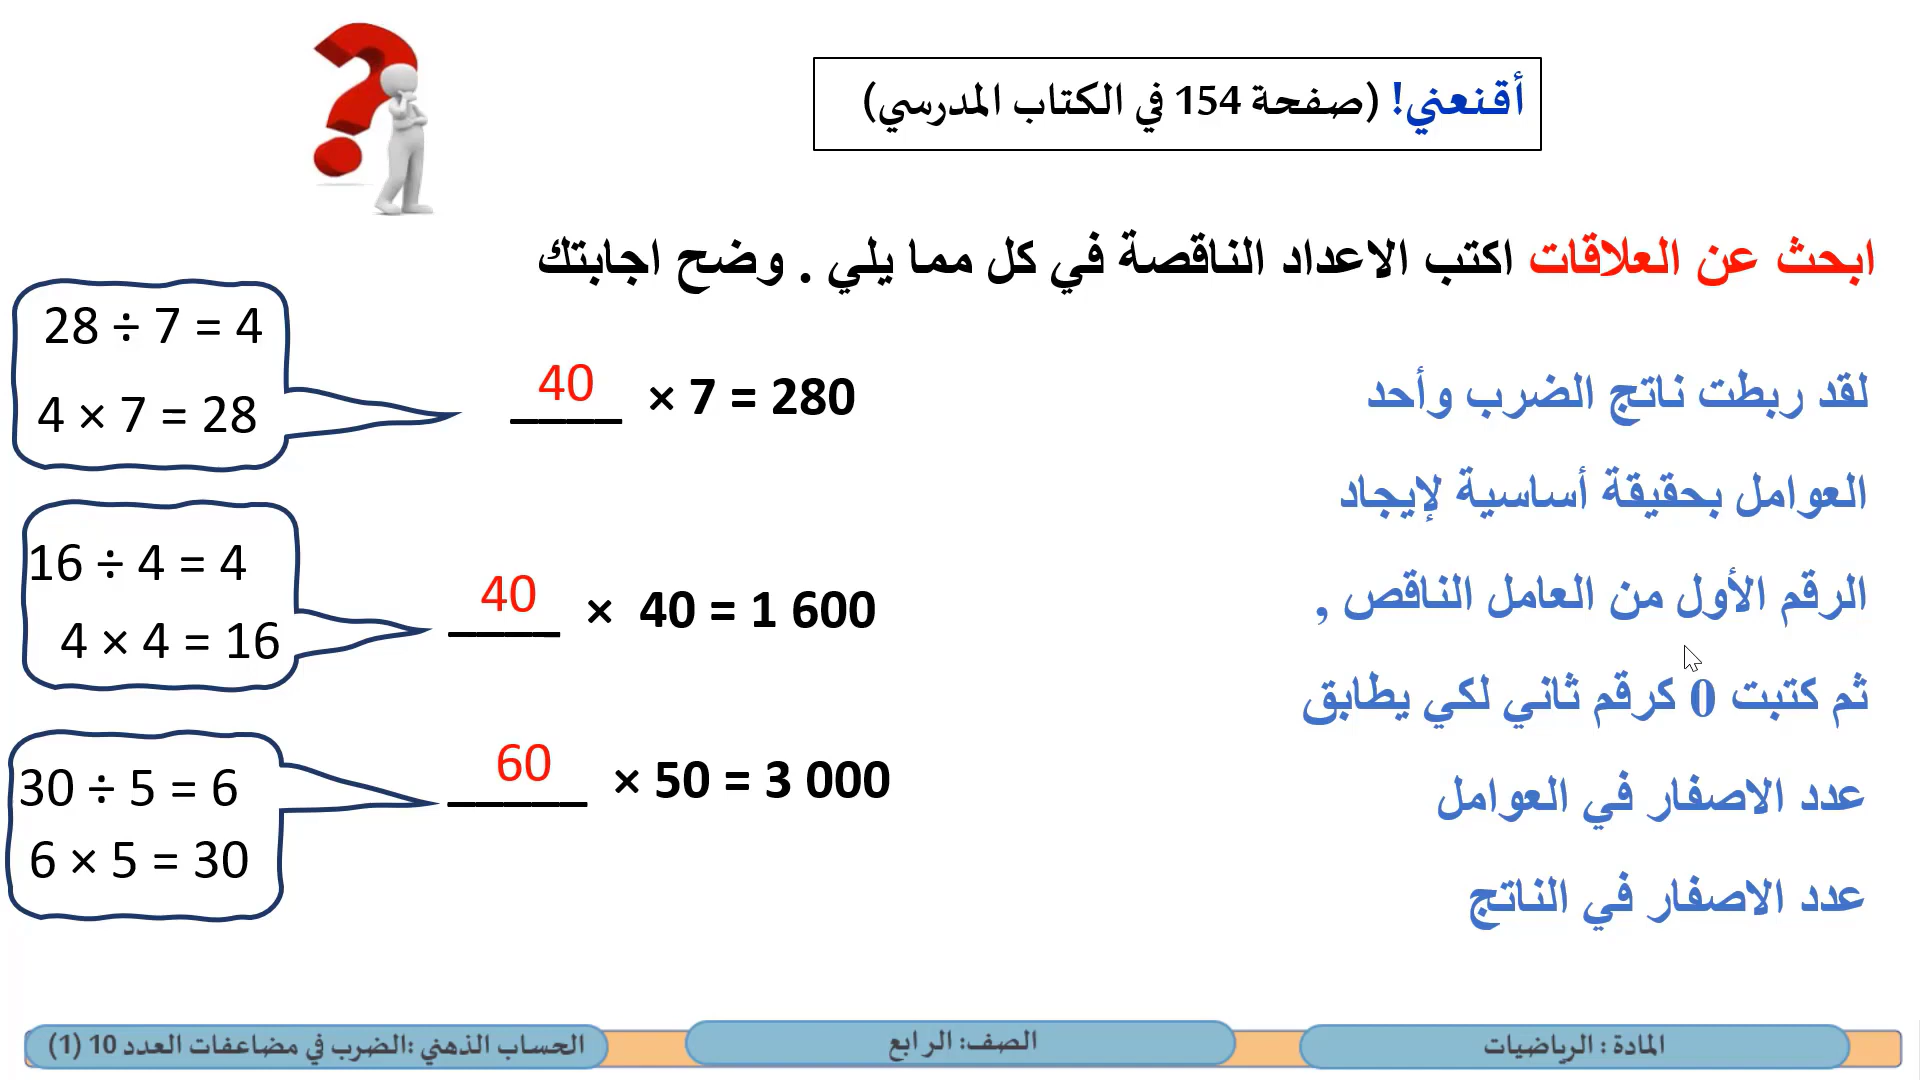 أقنعني! (صفحة 154 في الكتاب المدرسي)
ابحث عن العلاقات اكتب الاعداد الناقصة في كل مما يلي . وضح اجابتك
28 ÷ 7 = 4
4 × 7 = 28
40
____ × 7 = 280
16 ÷ 4 = 4
4 × 4 = 16
40
____ × 40 = 1 600
30 ÷ 5 = 6
6 × 5 = 30
60
_____ × 50 = 3 000
لقد ربطت ناتج الضرب وأحد
العوامل بحقيقة أساسية لإيجاد
الرقم الأول من العامل الناقص ,
ثم كتبت 0 كرقم ثاني لكي يطابق
عدد الاصفار في العوامل
عدد الاصفار في الناتج
المادة : الرياضيات
الصف: الرابع
الحساب الذهني :الضرب في مضاعفات العدد 10 (1)